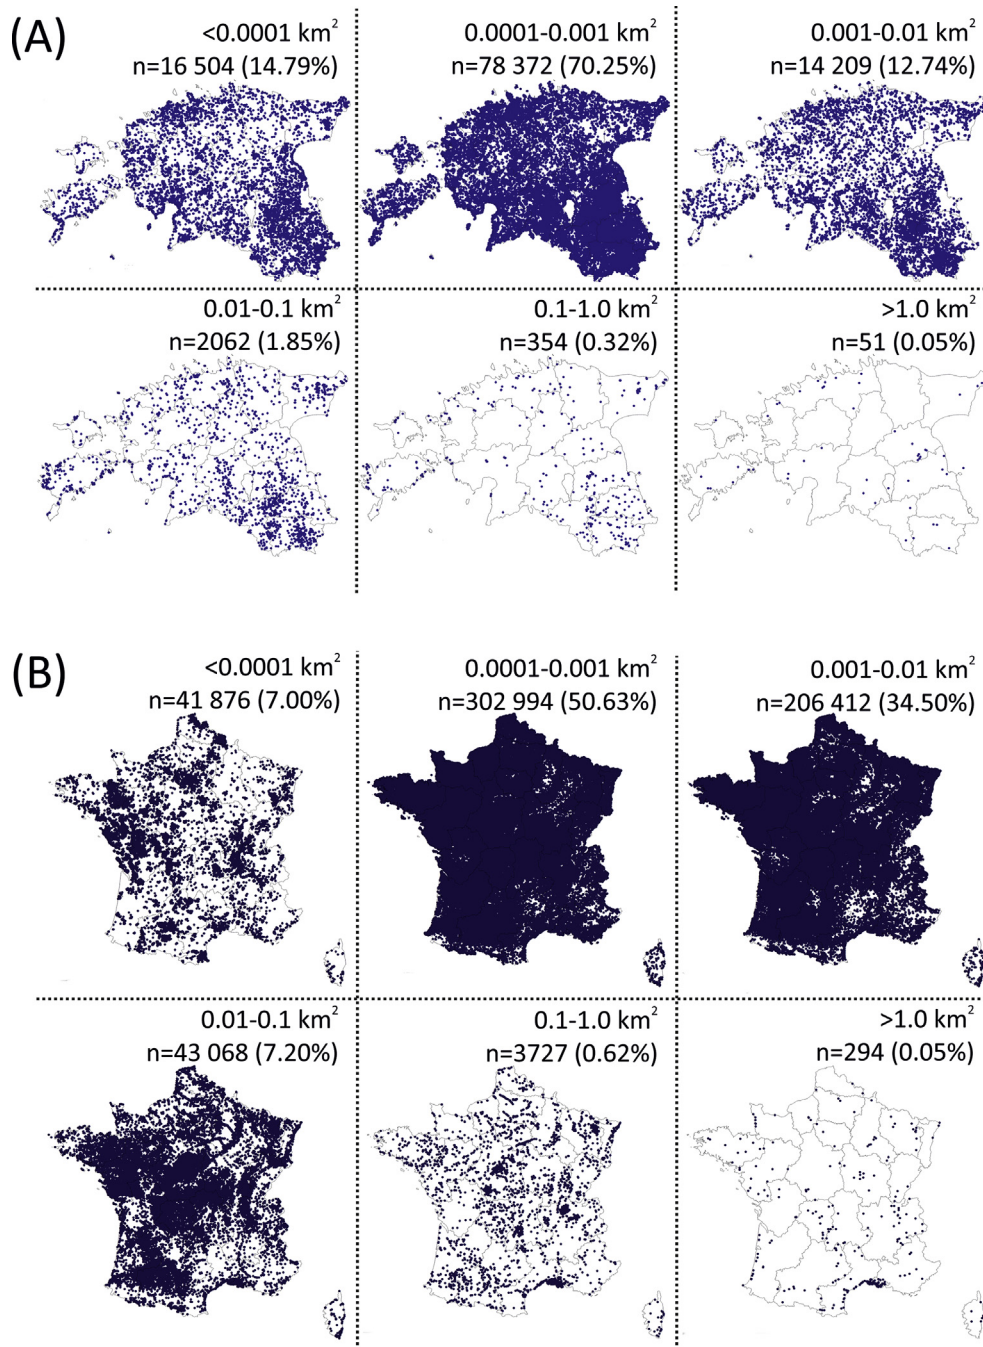 (A)
<0.0001 km²
n=16 504 (14.79%)
0.0001-0.001 km²
n=78 372 (70.25%)
0.001-0.01 km²
n=14 209 (12.74%)
0.01-0.1 km²
n=2062 (1.85%)
0.1-1.0 km²
n=354 (0.32%)
>1.0 km²
n=51 (0.05%)
(B)
<0.0001 km²
n=41 876 (7.00%)
0.0001-0.001 km²
n=302 994 (50.63%)
0.001-0.01 km²
n=206 412 (34.50%)
0.01-0.1 km²
n=43 068 (7.20%)
0.1-1.0 km²
n=3727 (0.62%)
>1.0 km²
n=294 (0.05%)